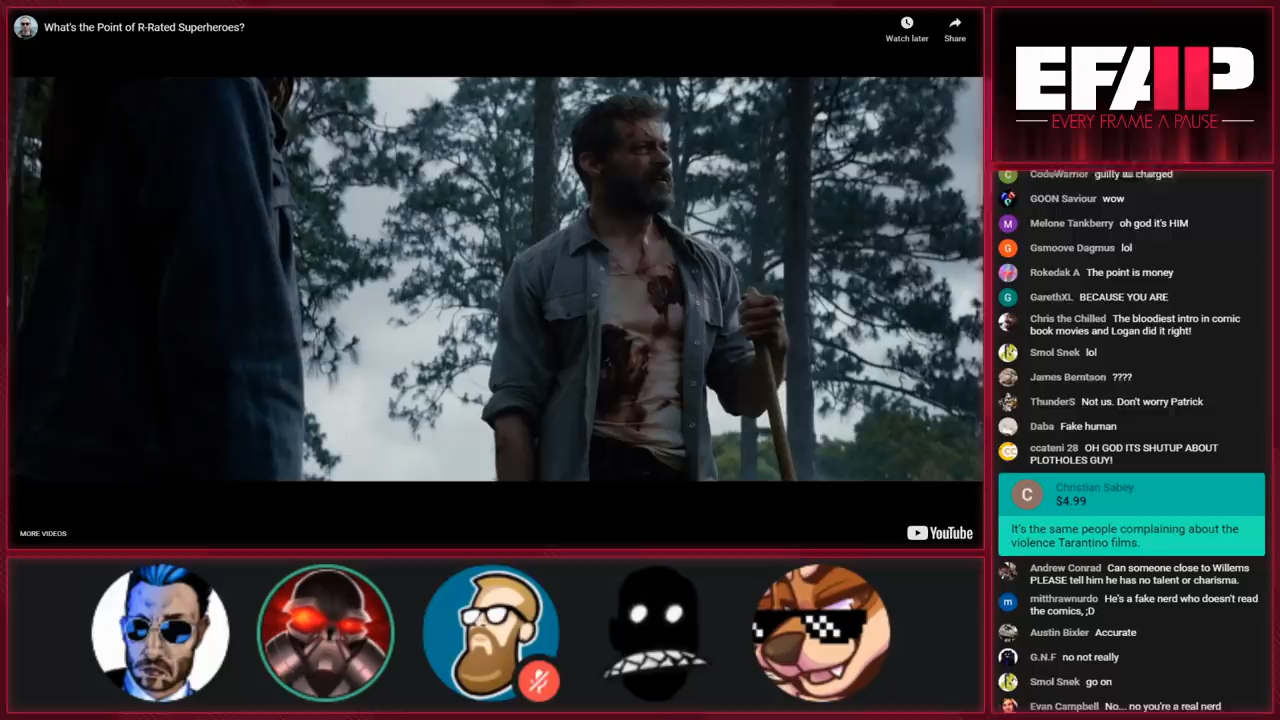 What's the Point of R-Rated Superheroes?
Watch later
Share
MORE VIDEOS
YouTube
EFAP
EVERY FRAME A PAUSE
CodeWarrior guilly as charged
GOON Saviour wow
M
Melone Tankberry oh god it's HIM
G
Gsmoove Dagmus lol
Rokedak A The point is money
G
GarethXL BECAUSE YOU ARE
Chris the Chilled The bloodiest intro in comic
book movies and Logan did it right!
Smol Snek lol
James Berntson ????
ThunderS Not us. Don't worry Patrick
Daba Fake human
ccateni 28 OH GOD ITS SHUTUP ABOUT
PLOTHOLES GUY!
C
Christian Sabey
$4.99
It's the same people complaining about the
violence Tarantino films.
Andrew Conrad Can someone close to Willems
PLEASE tell him he has no talent or charisma.
m
mitthrawnurdo He's a fake nerd who doesn't read
the comics, ;D
Austin Bixler Accurate
G.N.F no not really
Smol Snek go on
Evan Campbell No... no you're a real nerd